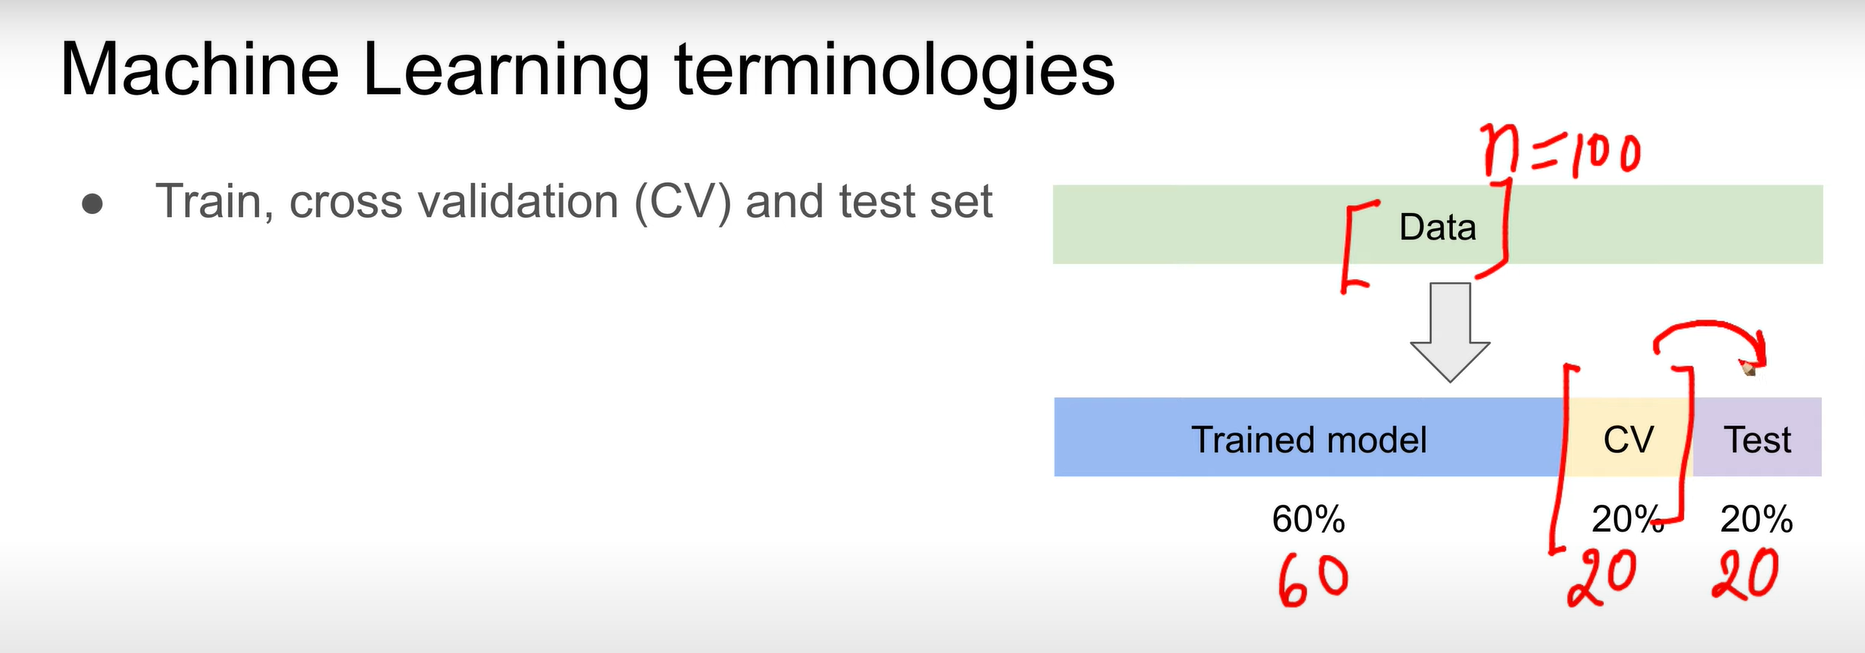 Machine Learning terminologies
● Train, cross validation (CV) and test set
n=100
Data
Trained model CV Test
60% 20% 20%
60 20 20